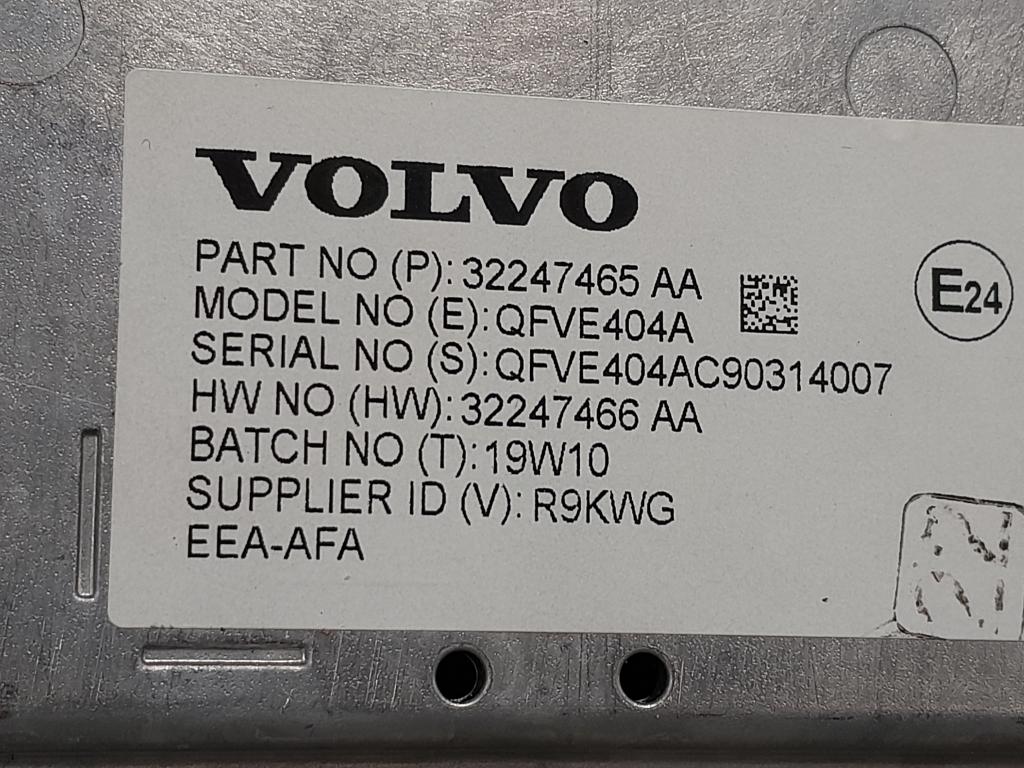 VOLVO
PART NO (P): 32247465 AA
MODEL NO (E): QFVE404A
SERIAL NO (S): QFVE404AC90314007
HW NO (HW): 32247466 AA
BATCH NO (T): 19W10
SUPPLIER ID (V): R9KWG
EEA-AFA
E24